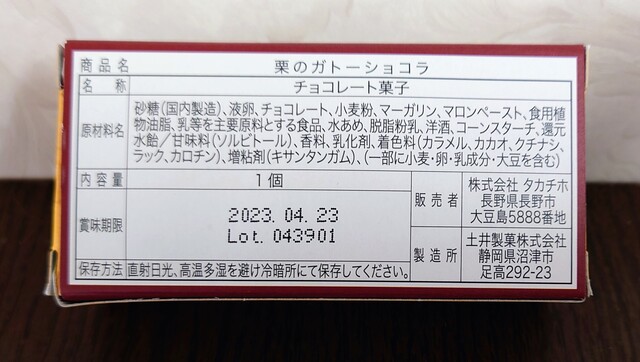 商品名 栗のガトーショコラ
名称 チョコレート菓子
原材料名 砂糖(国内製造)、液卵、チョコレート、小麦粉、マーガリン、マロンペースト、食用植
物油脂、乳等を主要原料とする食品、水あめ、脱脂粉乳、洋酒、コーンスターチ、還元
水飴/甘味料(ソルビトール)、香料、乳化剤、着色料(カラメル、カカオ、クチナシ、
ラック、カロチン)、増粘剤(キサンタンガム)、(一部に小麦・卵・乳成分・大豆を含む)
内容量 1個
賞味期限 2023.04.23
Lot. 043901
保存方法 直射日光、高温多湿を避け冷暗所にて保存してください。
販売者 株式会社 タカチホ
長野県長野市
大豆島5888番地
製造所 土井製菓株式会社
静岡県沼津市
足高292-23